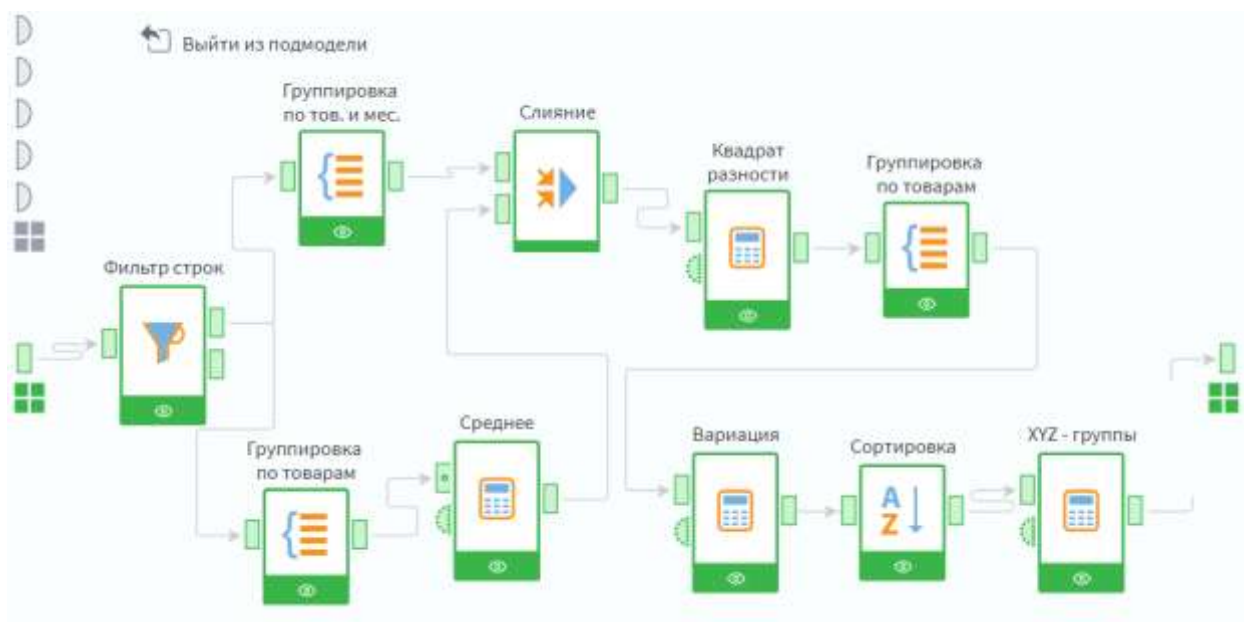 Выйти из подмодели
Группировка
по тов. и мес.
Слияние
Квадрат
разности
Группировка
по товарам
Фильтр строк
Группировка
по товарам
Среднее
Вариация
Сортировка
A
Z
XYZ - группы